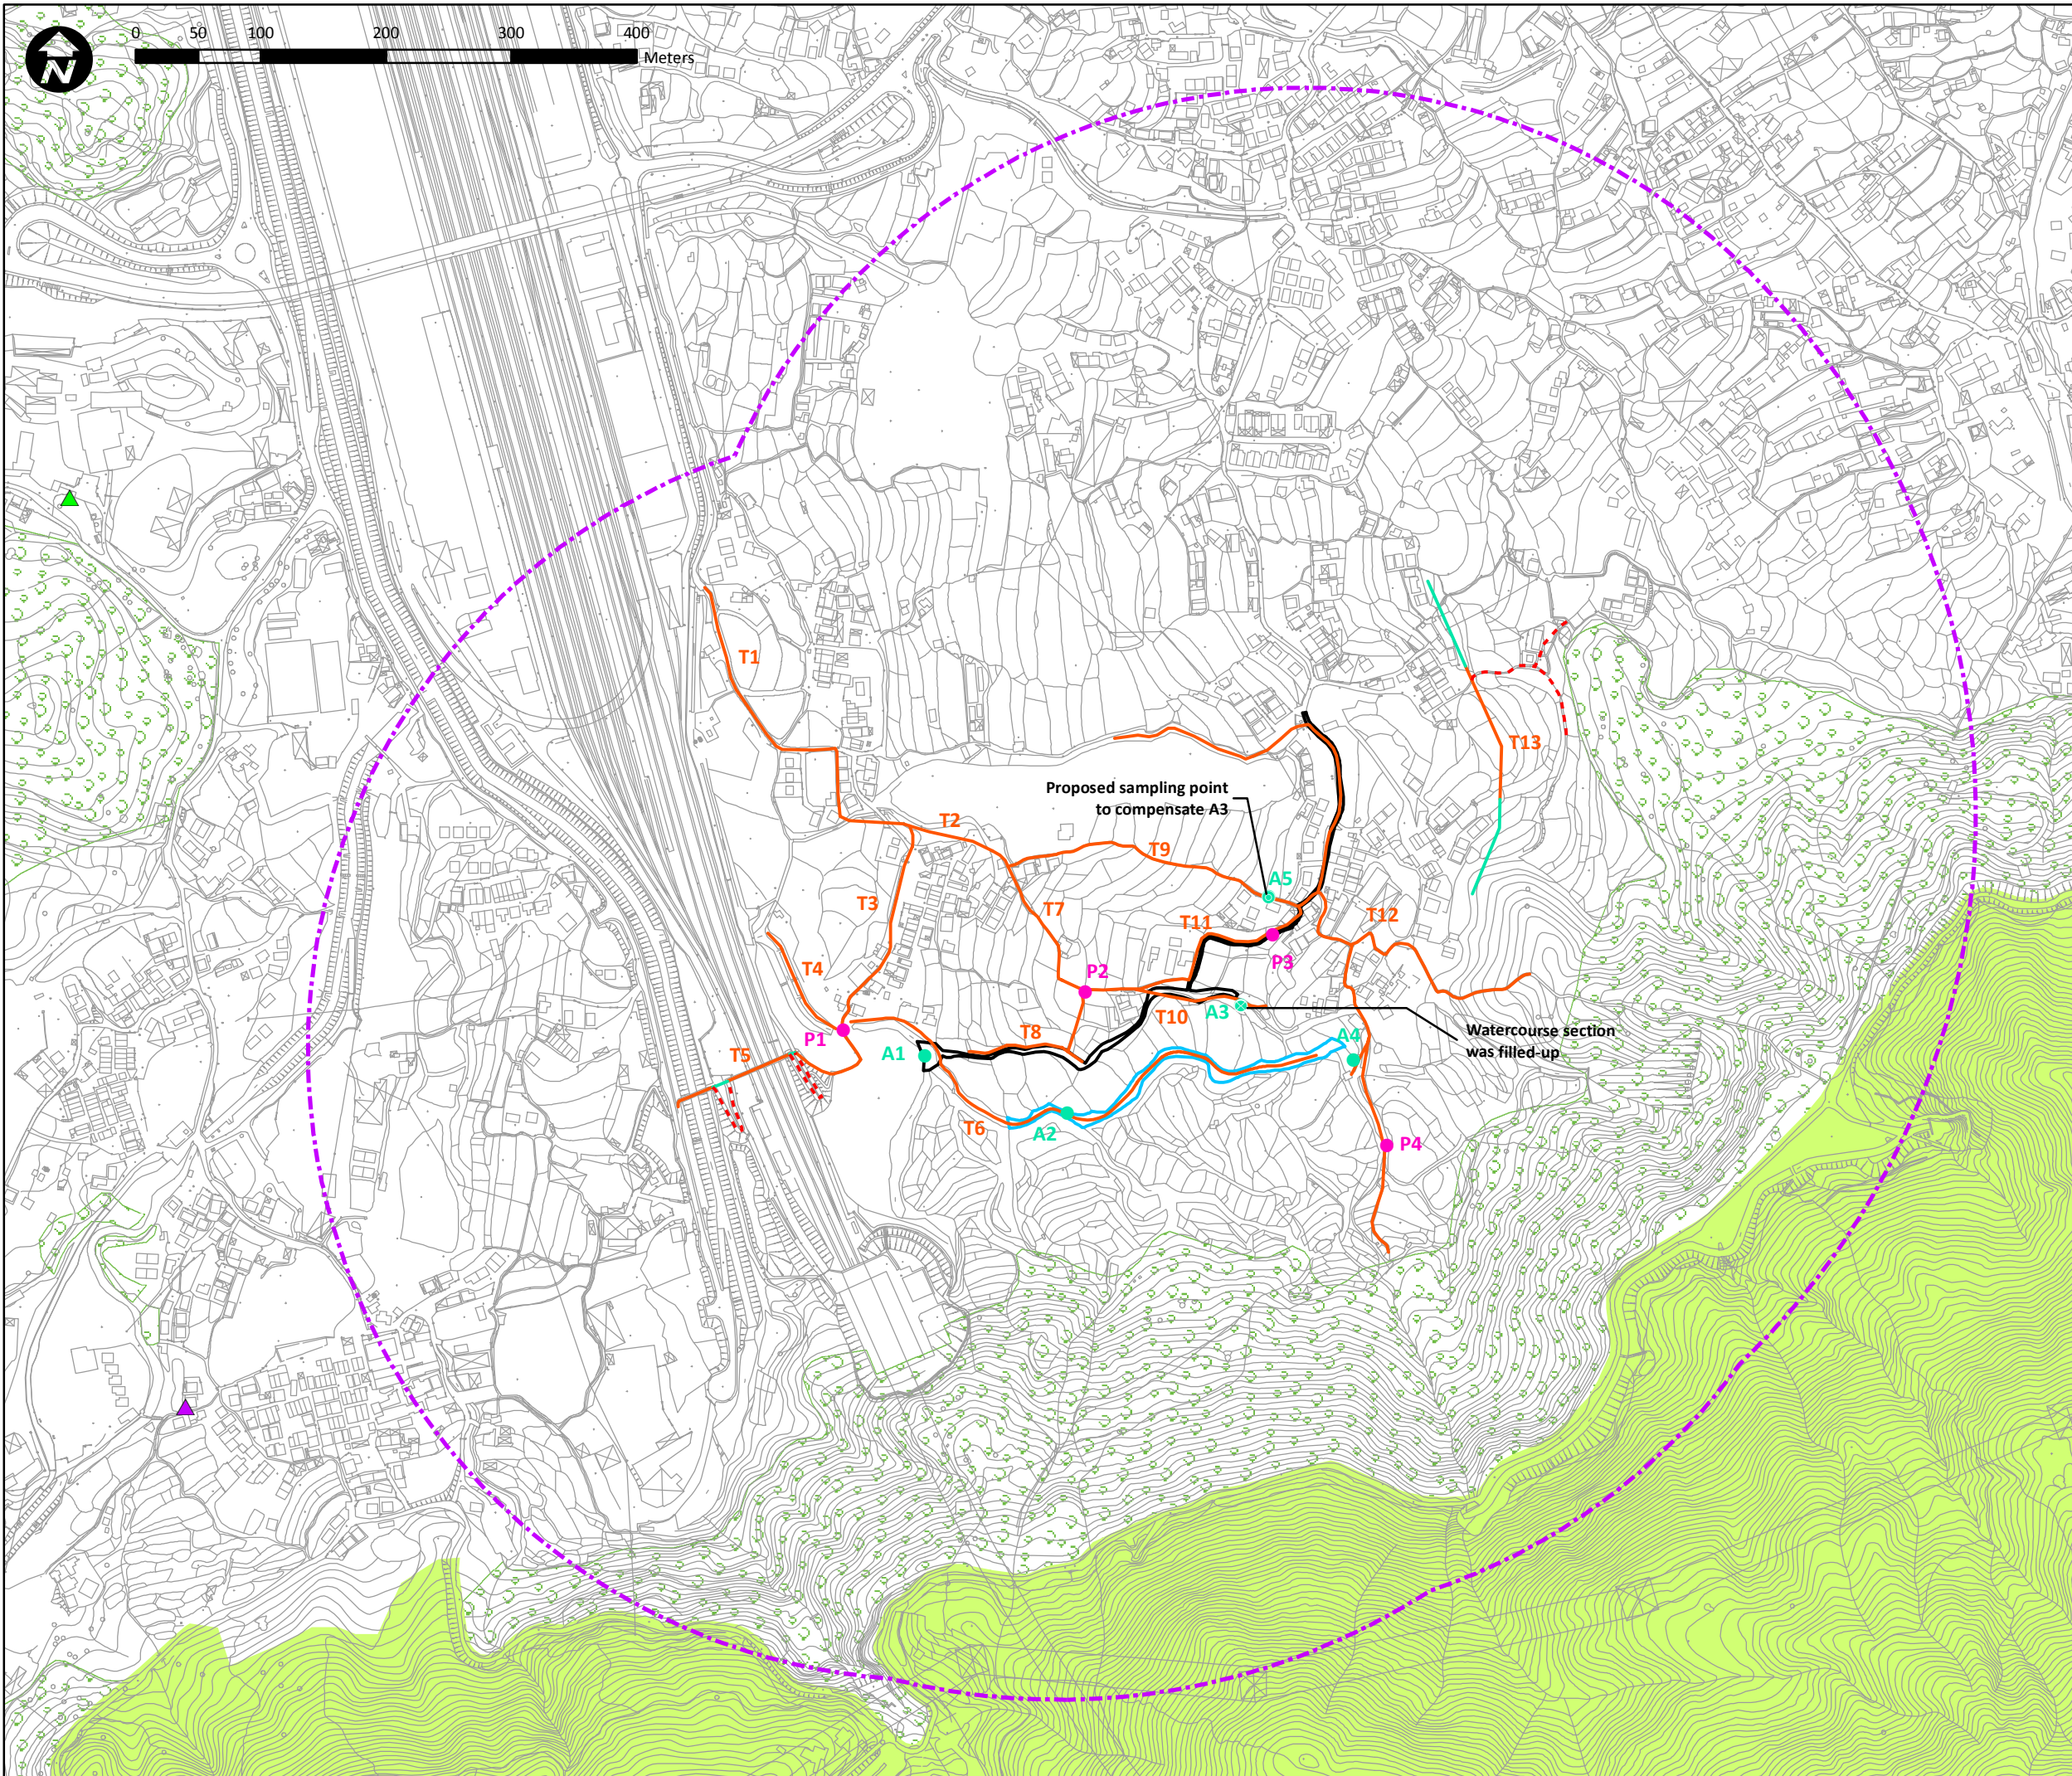 0 50 100 200 300 400
Meters
N
T1
T13
Proposed sampling point
to compensate A3
T2
T9
A5
T3
T7
T11
T12
P3
T4
P2
A3
T10
P1
T8
A4
Watercourse section
was filled-up
A1
T5
T6
A2
P4